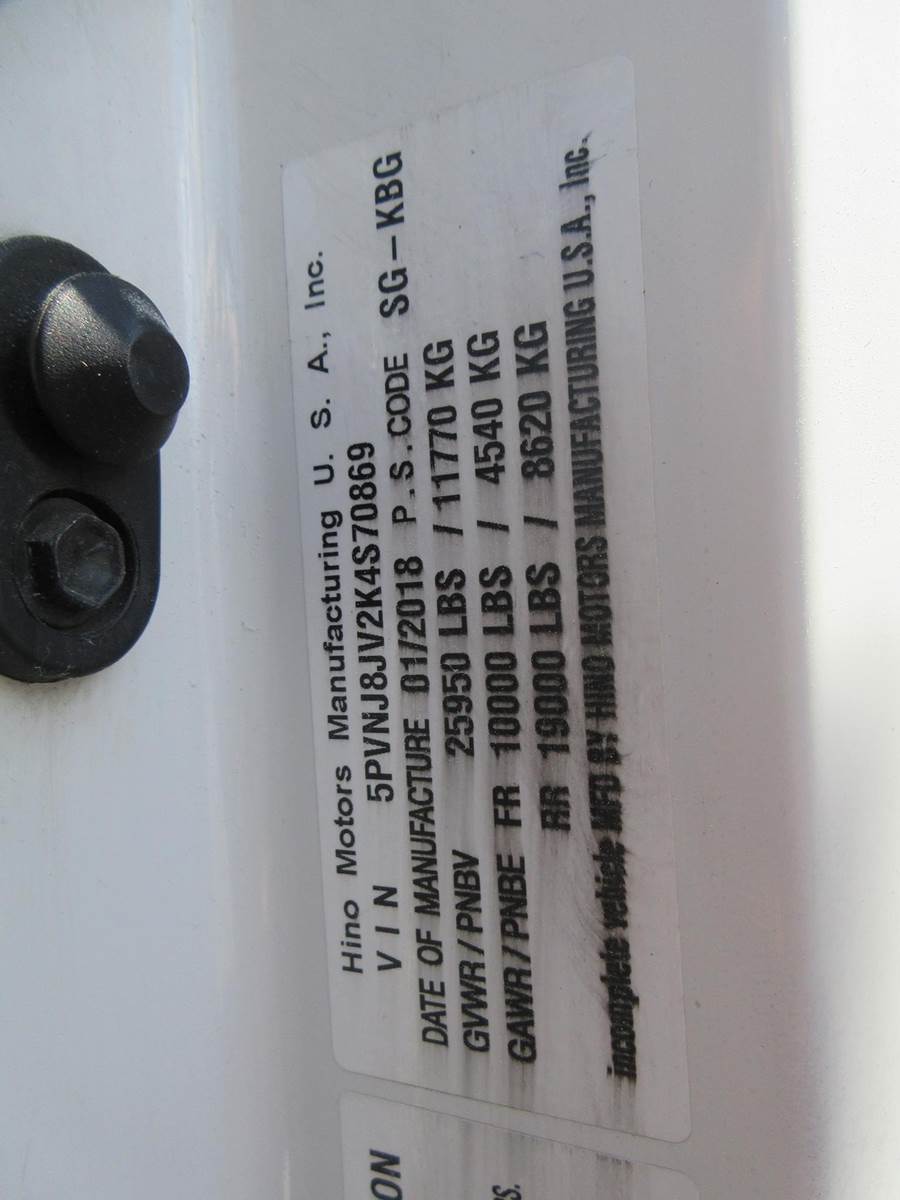 Hino Motors Manufacturing U. S. A., Inc.
VIN 5PVNJ8JV2K4S70869
DATE OF MANUFACTURE 01/2018 P.S.CODE SG-KBG
GVWR/PNBV 25950 LBS / 11770 KG
GAWR/PNBE FR 10000 LBS / 4540 KG
RR 19000 LBS / 8620 KG
incomplete vehicle MFD BY HINO MOTORS MANUFACTURING U.S.A., Inc.
ON
S.